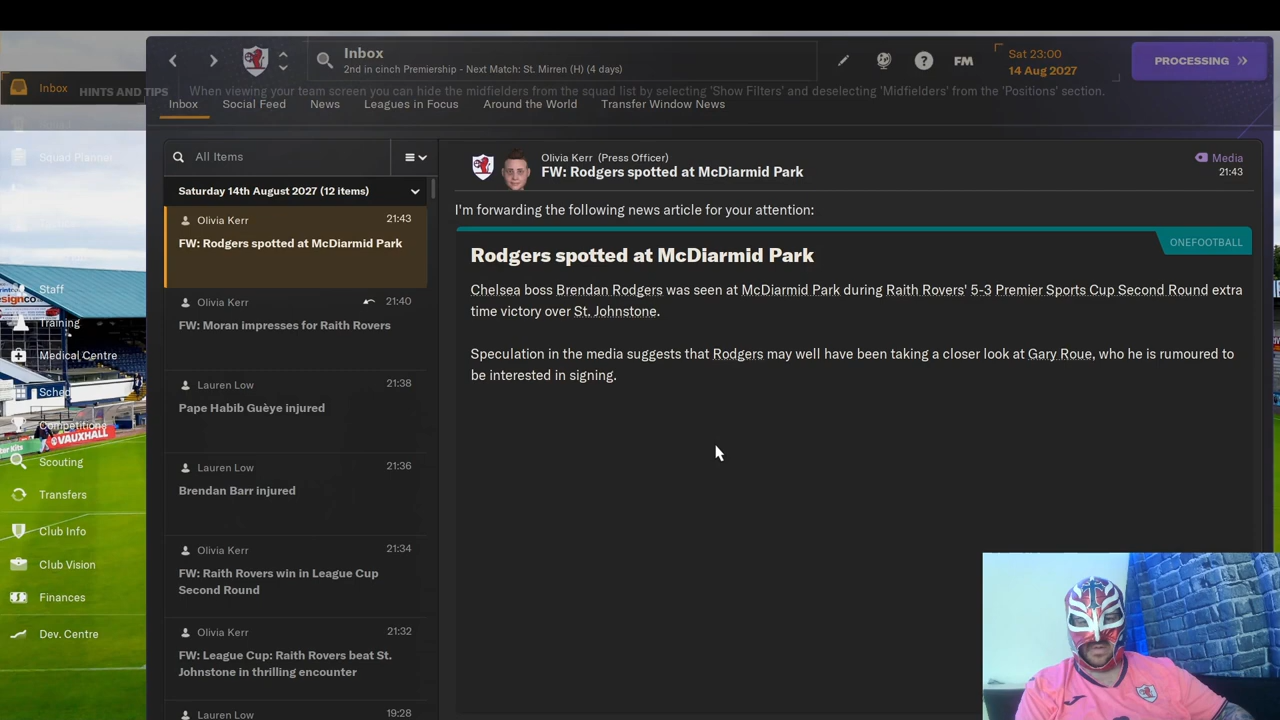 Inbox
2nd in cinch Premiership - Next Match: St. Mirren (H) (4 days)
FM
Sat 23:00
14 Aug 2027
PROCESSING
Inbox
HINTS AND TIPS
When viewing your team screen you can hide the midfielders from the squad list by selecting 'Show Filters' and deselecting 'Midfielders' from the 'Positions' section.
Inbox
Social Feed
News
Leagues in Focus
Around the World
Transfer Window News
Squad Planner
Staff
Training
Medical Centre
Sched
Competitions
Scouting
Transfers
Club Info
Club Vision
Finances
Dev. Centre
VAUXHALL
All Items
Saturday 14th August 2027 (12 items)
Olivia Kerr 21:43
FW: Rodgers spotted at McDiarmid Park
Olivia Kerr 21:40
FW: Moran impresses for Raith Rovers
Lauren Low 21:38
Pape Habib Guèye injured
Lauren Low 21:36
Brendan Barr injured
Olivia Kerr 21:34
FW: Raith Rovers win in League Cup
Second Round
Olivia Kerr 21:32
FW: League Cup: Raith Rovers beat St.
Johnstone in thrilling encounter
Lauren Low 19:28
Olivia Kerr (Press Officer)
FW: Rodgers spotted at McDiarmid Park
Media
21:43
I'm forwarding the following news article for your attention:
ONEFOOTBALL
Rodgers spotted at McDiarmid Park
Chelsea boss Brendan Rodgers was seen at McDiarmid Park during Raith Rovers' 5-3 Premier Sports Cup Second Round extra
time victory over St. Johnstone.
Speculation in the media suggests that Rodgers may well have been taking a closer look at Gary Roue, who he is rumoured to
be interested in signing.